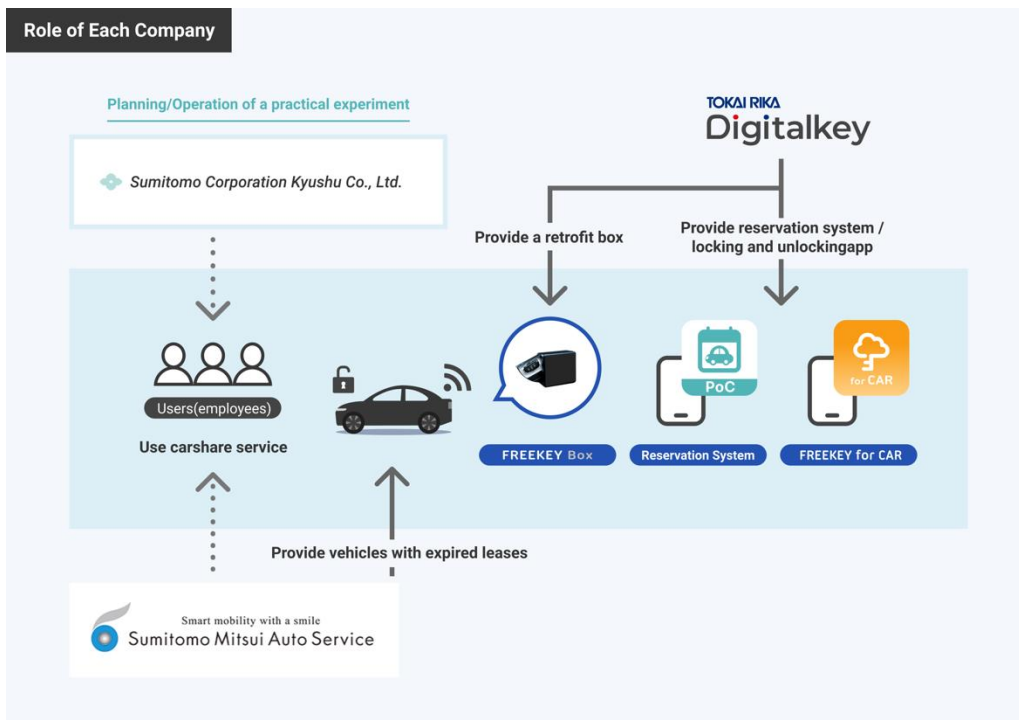 Role of Each Company
Planning/Operation of a practical experiment
Sumitomo Corporation Kyushu Co., Ltd.
TOKAI RIKA
Digitalkey
Provide a retrofit box
Provide reservation system /
locking and unlockingapp
Users(employees)
Use carshare service
PoC
for CAR
FREEKEY Box
Reservation System
FREEKEY for CAR
Provide vehicles with expired leases
Smart mobility with a smile
Sumitomo Mitsui Auto Service